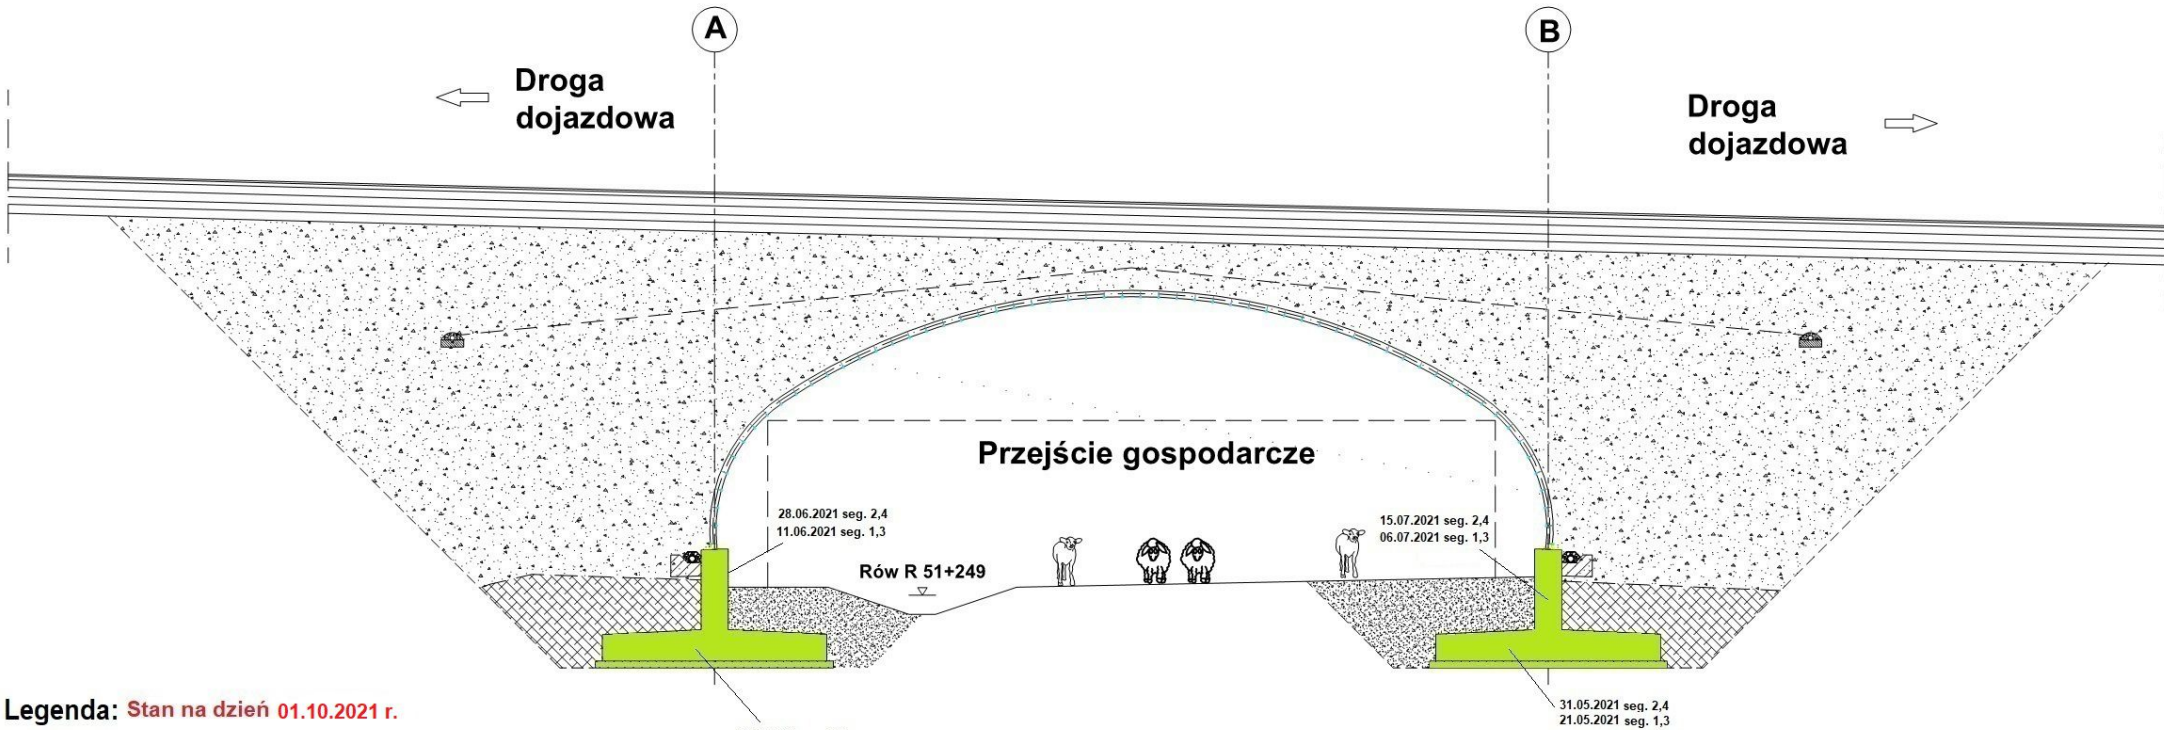 A
B
Droga
dojazdowa
Droga
dojazdowa
Przejście gospodarcze
28.06.2021 seg. 2,4
11.06.2021 seg. 1,3
15.07.2021 seg. 2,4
06.07.2021 seg. 1,3
Rów R 51+249
31.05.2021 seg. 2,4
21.05.2021 seg. 1,3
Legenda: Stan na dzień 01.10.2021 r.